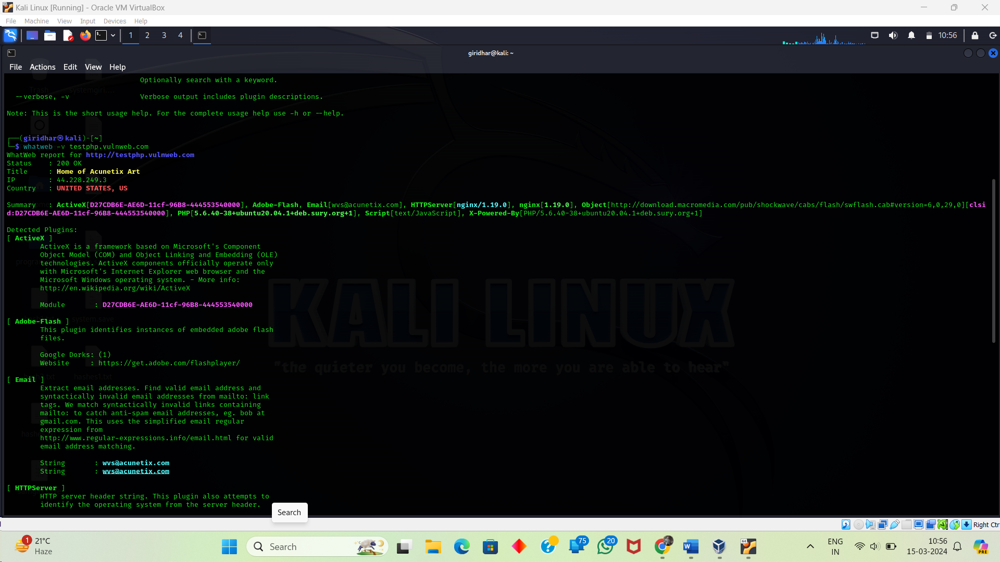 Kali Linux [Running] - Oracle VM VirtualBox
File Machine View Input Devices Help
1 2 3 4 10:56
giridhar@kali: ~
File Actions Edit View Help
Optionally search with a keyword.
--verbose, -v Verbose output includes plugin descriptions.
Note: This is the short usage help. For the complete usage help use -h or --help.
┌──(giridhar㉿kali)-[~]
└─$ whatweb -v testphp.vulnweb.com
WhatWeb report for http://testphp.vulnweb.com
Status : 200 OK
Title : Home of Acunetix Art
IP : 44.228.249.3
Country : UNITED STATES, US
Summary : ActiveX[D27CDB6E-AE6D-11cf-96B8-444553540000], Adobe-Flash, Email[wvs@acunetix.com], HTTPServer[nginx/1.19.0], nginx[1.19.0], Object[http://download.macromedia.com/pub/shockwave/cabs/flash/swflash.cab#version=6,0,29,0][clsi
d:D27CDB6E-AE6D-11cf-96B8-444553540000], PHP[5.6.40-38+ubuntu20.04.1+deb.sury.org+1], Script[text/JavaScript], X-Powered-By[PHP/5.6.40-38+ubuntu20.04.1+deb.sury.org+1]
Detected Plugins:
[ ActiveX ]
ActiveX is a framework based on Microsoft's Component
Object Model (COM) and Object Linking and Embedding (OLE)
technologies. ActiveX components officially operate only
with Microsoft's Internet Explorer web browser and the
Microsoft Windows operating system. - More info:
http://en.wikipedia.org/wiki/ActiveX
Module : D27CDB6E-AE6D-11cf-96B8-444553540000
[ Adobe-Flash ]
This plugin identifies instances of embedded adobe flash
files.
Google Dorks: (1)
Website : https://get.adobe.com/flashplayer/
[ Email ]
Extract email addresses. Find valid email address and
syntactically invalid email addresses from mailto: link
tags. We match syntactically invalid links containing
mailto: to catch anti-spam email addresses, eg. bob at
gmail.com. This uses the simplified email regular
expression from
http://www.regular-expressions.info/email.html for valid
email address matching.
String : wvs@acunetix.com
String : wvs@acunetix.com
[ HTTPServer ]
HTTP server header string. This plugin also attempts to
identify the operating system from the server header.
KALI LINUX
"the quieter you become, the more you are able to hear"
Trash
system.save
hashes1.txt
Search
Right Ctr
1
21°C
Haze
Search
75
20
64
ENG
IN
10:56
15-03-2024
PRE